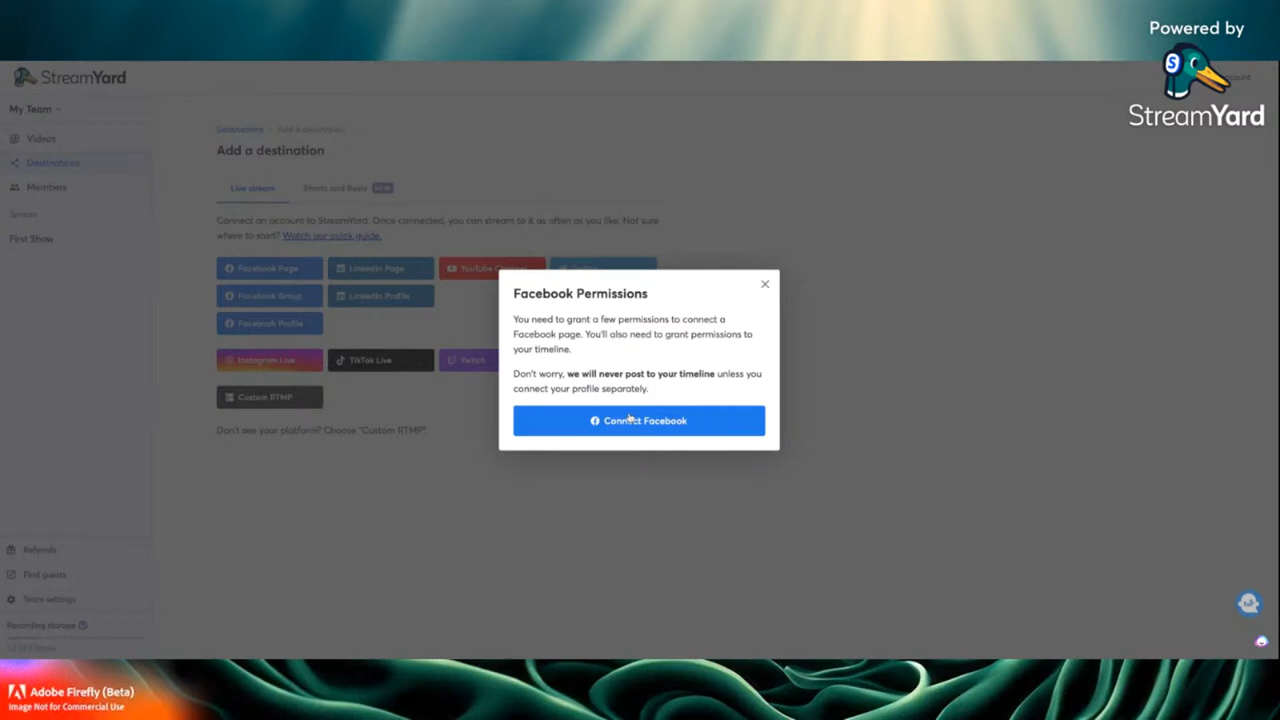 Powered by
StreamYard
StreamYard
My Team
Videos
Destinations
Members
Spaces
First Show
Destinations > Add a destination
Add a destination
Live stream
Shorts and Reels NEW
Connect an account to StreamYard. Once connected, you can stream to it as often as you like. Not sure
where to start? Watch our quick guide.
Facebook Page
LinkedIn Page
YouTube Channel
Facebook Group
LinkedIn Profile
Facebook Profile
Instagram Live
TikTok Live
Twitch
Custom RTMP
Don't see your platform? Choose "Custom RTMP".
Facebook Permissions
You need to grant a few permissions to connect a
Facebook page. You'll also need to grant permissions to
your timeline.
Don't worry, we will never post to your timeline unless you
connect your profile separately.
Connect Facebook
Referrals
Find guests
Team settings
Recording storage
Adobe Firefly (Beta)
Image Not for Commercial Use